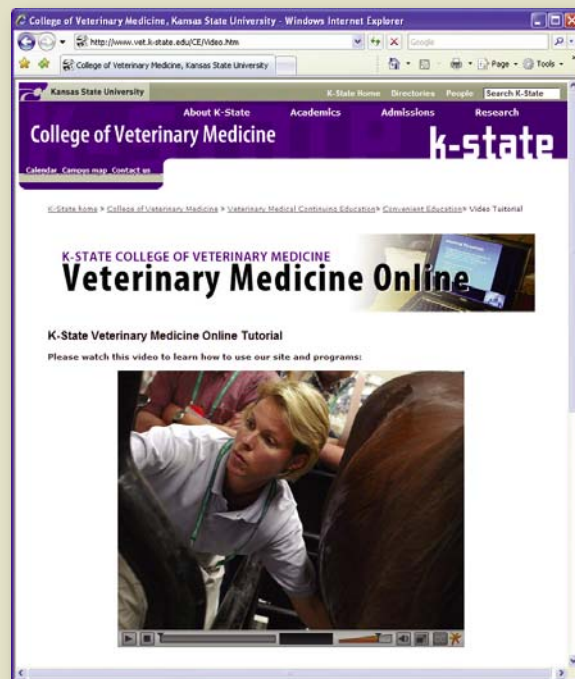 College of Veterinary Medicine, Kansas State University - Windows Internet Explorer
http://www.vet.k-state.edu/CE/Video.htm
Google
College of Veterinary Medicine, Kansas State University
Page
Tools
Kansas State University
K-State Home Directories People Search K-State
About K-State Academics Admissions Research
College of Veterinary Medicine
k-state
Calendar Campus map Contact us
K-State home > College of Veterinary Medicine > Veterinary Medical Continuing Education> Convenient Education> Video Tuitorial
K-STATE COLLEGE OF VETERINARY MEDICINE
Veterinary Medicine Online
K-State Veterinary Medicine Online Tutorial
Please watch this video to learn how to use our site and programs: